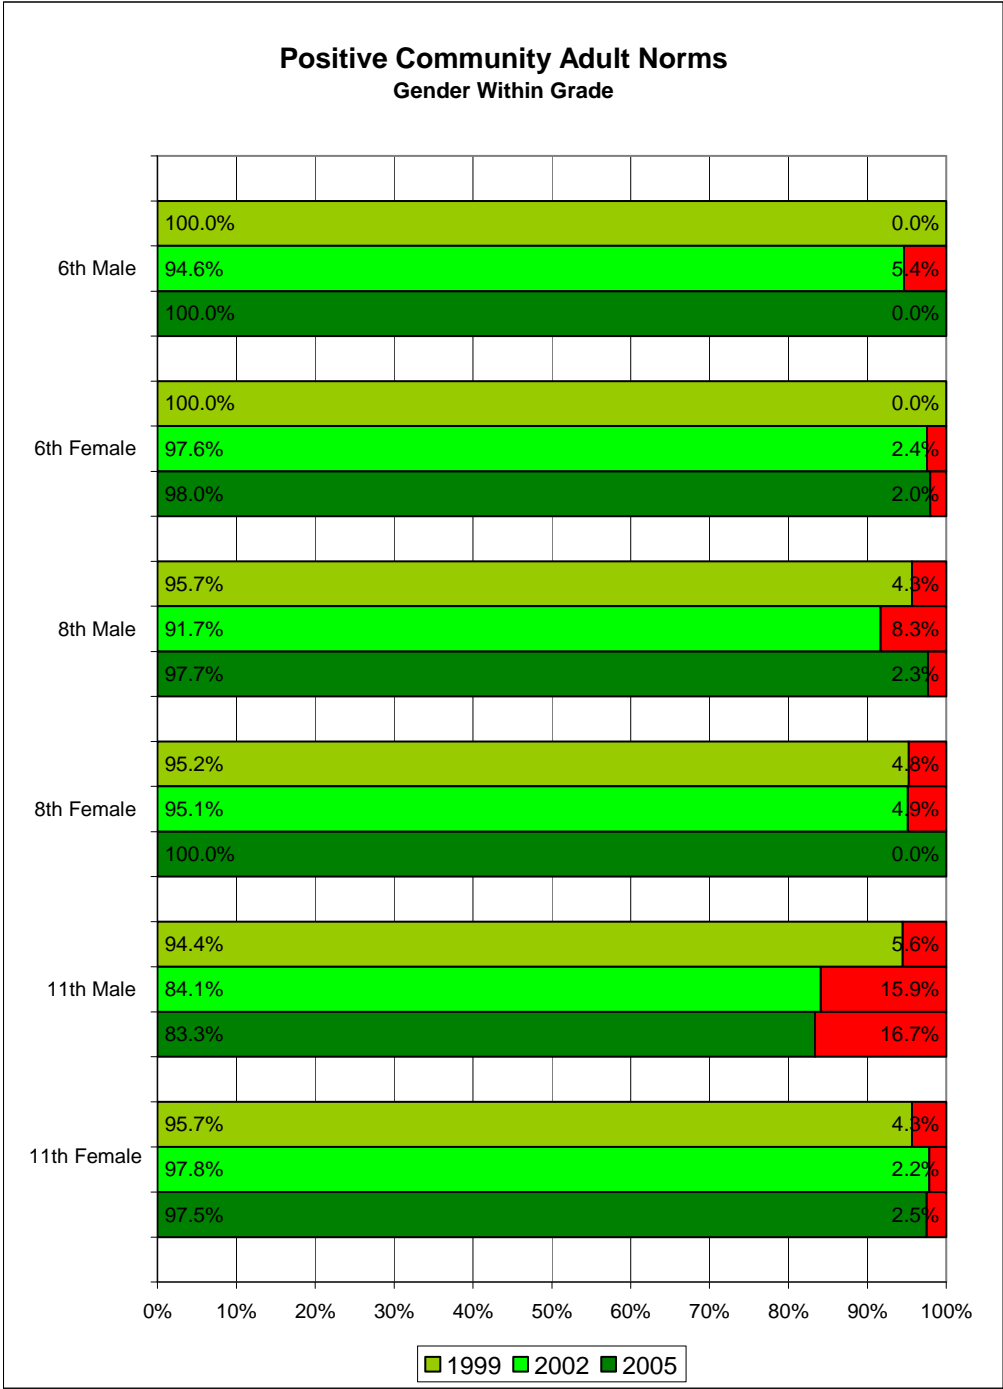 Positive Community Adult Norms
Gender Within Grade
100.0% 0.0%
6th Male 94.6% 5.4%
100.0% 0.0%
100.0% 0.0%
6th Female 97.6% 2.4%
98.0% 2.0%
95.7% 4.3%
8th Male 91.7% 8.3%
97.7% 2.3%
95.2% 4.8%
8th Female 95.1% 4.9%
100.0% 0.0%
94.4% 5.6%
11th Male 84.1% 15.9%
83.3% 16.7%
95.7% 4.3%
11th Female 97.8% 2.2%
97.5% 2.5%
0% 10% 20% 30% 40% 50% 60% 70% 80% 90% 100%
1999 2002 2005